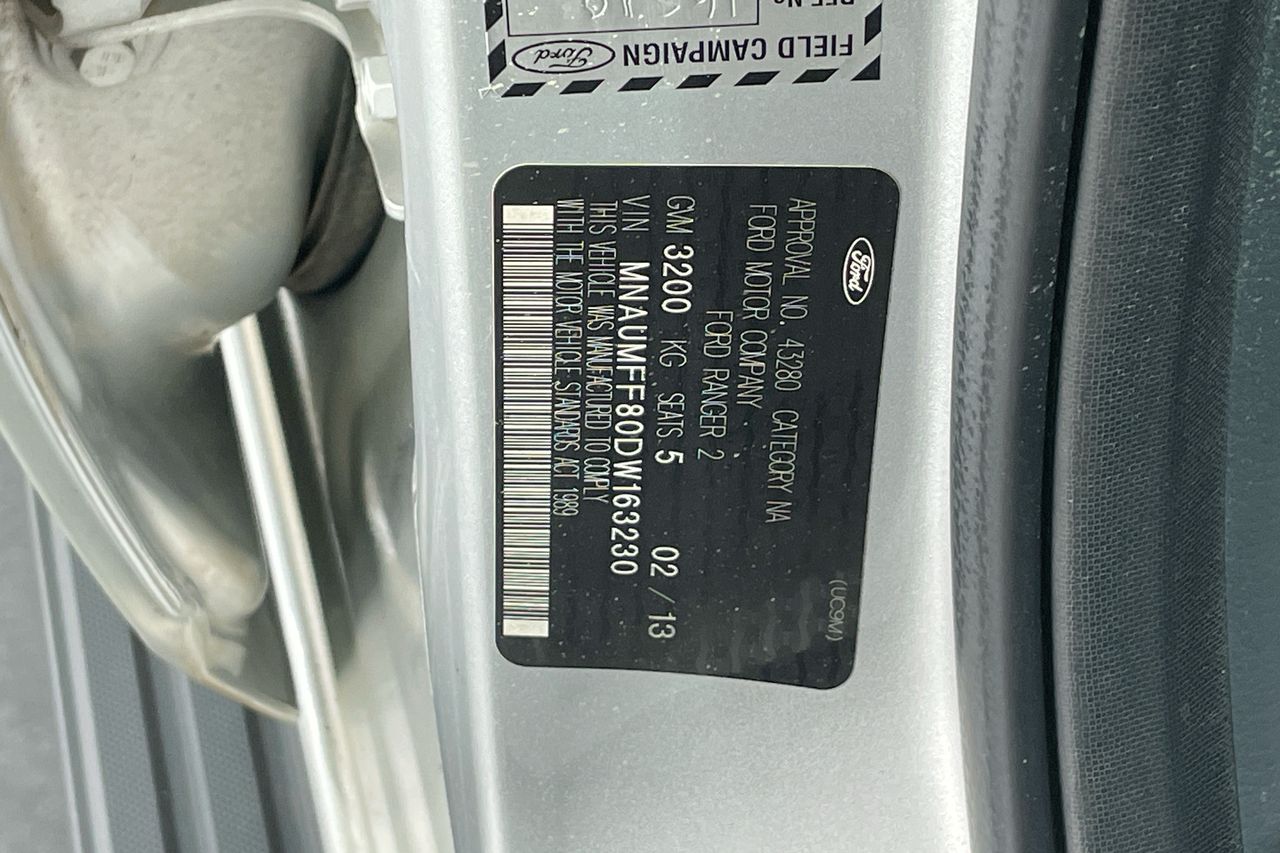 FIELD CAMPAIGN Ford
Ford
(UC9M)
APPROVAL NO. 43280 CATEGORY NA
FORD MOTOR COMPANY
FORD RANGER 2
GVM 3200 KG SEATS 5 02 / 13
VIN MNAUMFF80DW163230
THIS VEHICLE WAS MANUFACTURED TO COMPLY
WITH THE MOTOR VEHICLE STANDARDS ACT 1989